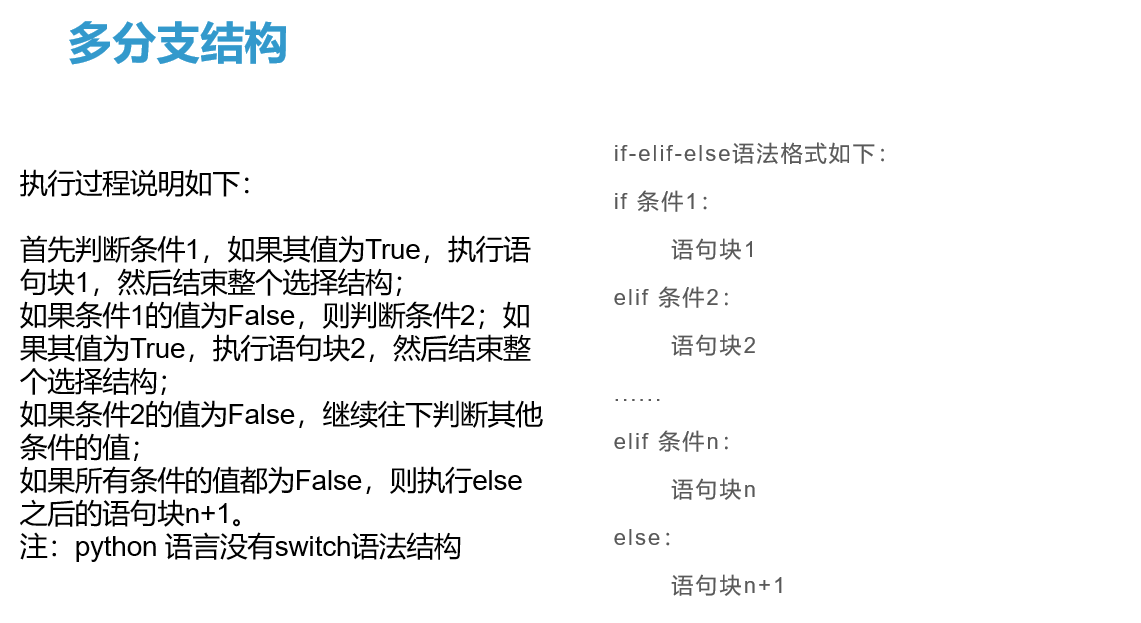 多分支结构
执行过程说明如下：
首先判断条件1，如果其值为True，执行语
句块1，然后结束整个选择结构；
如果条件1的值为False，则判断条件2；如
果其值为True，执行语句块2，然后结束整
个选择结构；
如果条件2的值为False，继续往下判断其他
条件的值；
如果所有条件的值都为False，则执行else
之后的语句块n+1。
注：python 语言没有switch语法结构
if-elif-else语法格式如下：
if 条件1：
语句块1
elif 条件2：
语句块2
......
elif 条件n：
语句块n
else：
语句块n+1